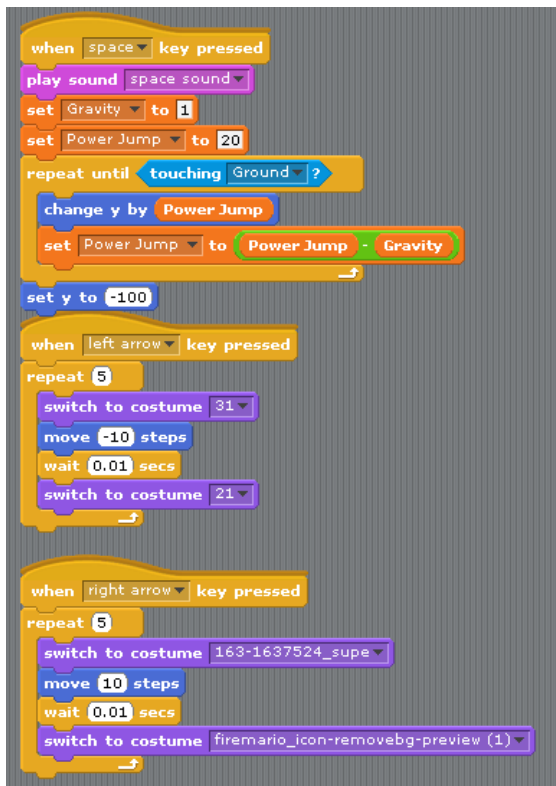 when space key pressed
play sound space sound
set Gravity to 1
set Power Jump to 20
repeat until touching Ground ?
change y by Power Jump
set Power Jump to Power Jump - Gravity
set y to -100
when left arrow key pressed
repeat 5
switch to costume 31
move -10 steps
wait 0.01 secs
switch to costume 21
when right arrow key pressed
repeat 5
switch to costume 163-1637524_supe
move 10 steps
wait 0.01 secs
switch to costume firemario_icon-removebg-preview (1)